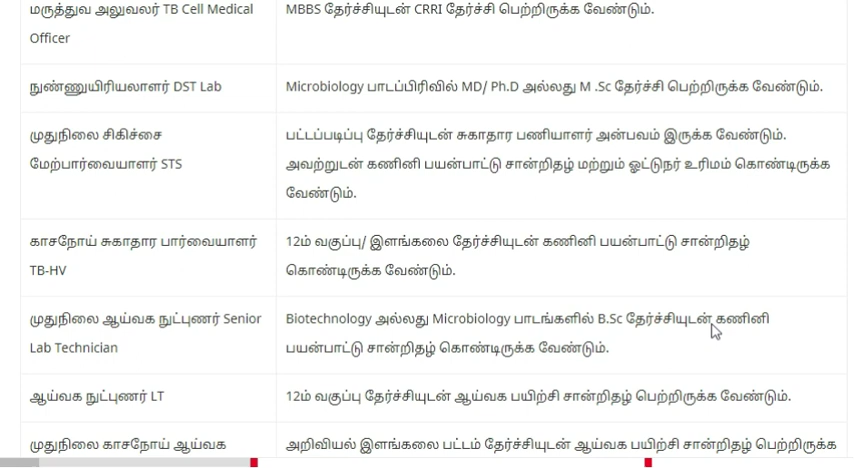 மருத்துவ அலுவலர் TB Cell Medical
Officer
MBBS தேர்ச்சியுடன் CRRI தேர்ச்சி பெற்றிருக்க வேண்டும்.
நுண்ணுயிரியலாளர் DST Lab
Microbiology பாடப்பிரிவில் MD/ Ph.D அல்லது M .Sc தேர்ச்சி பெற்றிருக்க வேண்டும்.
முதுநிலை சிகிச்சை
மேற்பார்வையாளர் STS
பட்டப்படிப்பு தேர்ச்சியுடன் சுகாதார பணியாளர் அன்பவம் இருக்க வேண்டும்.
அவற்றுடன் கணினி பயன்பாட்டு சான்றிதழ் மற்றும் ஓட்டுநர் உரிமம் கொண்டிருக்க
வேண்டும்.
காசநோய் சுகாதார பார்வையாளர்
TB-HV
12ம் வகுப்பு/ இளங்கலை தேர்ச்சியுடன் கணினி பயன்பாட்டு சான்றிதழ்
கொண்டிருக்க வேண்டும்.
முதுநிலை ஆய்வக நுட்புணர் Senior
Lab Technician
Biotechnology அல்லது Microbiology பாடங்களில் B.Sc தேர்ச்சியுடன் கணினி
பயன்பாட்டு சான்றிதழ் கொண்டிருக்க வேண்டும்.
ஆய்வக நுட்புணர் LT
12ம் வகுப்பு தேர்ச்சியுடன் ஆய்வக பயிற்சி சான்றிதழ் பெற்றிருக்க வேண்டும்.
முதுநிலை காசநோய் ஆய்வக
அறிவியல் இளங்கலை பட்டம் தேர்ச்சியுடன் ஆய்வக பயிற்சி சான்றிதழ் பெற்றிருக்க